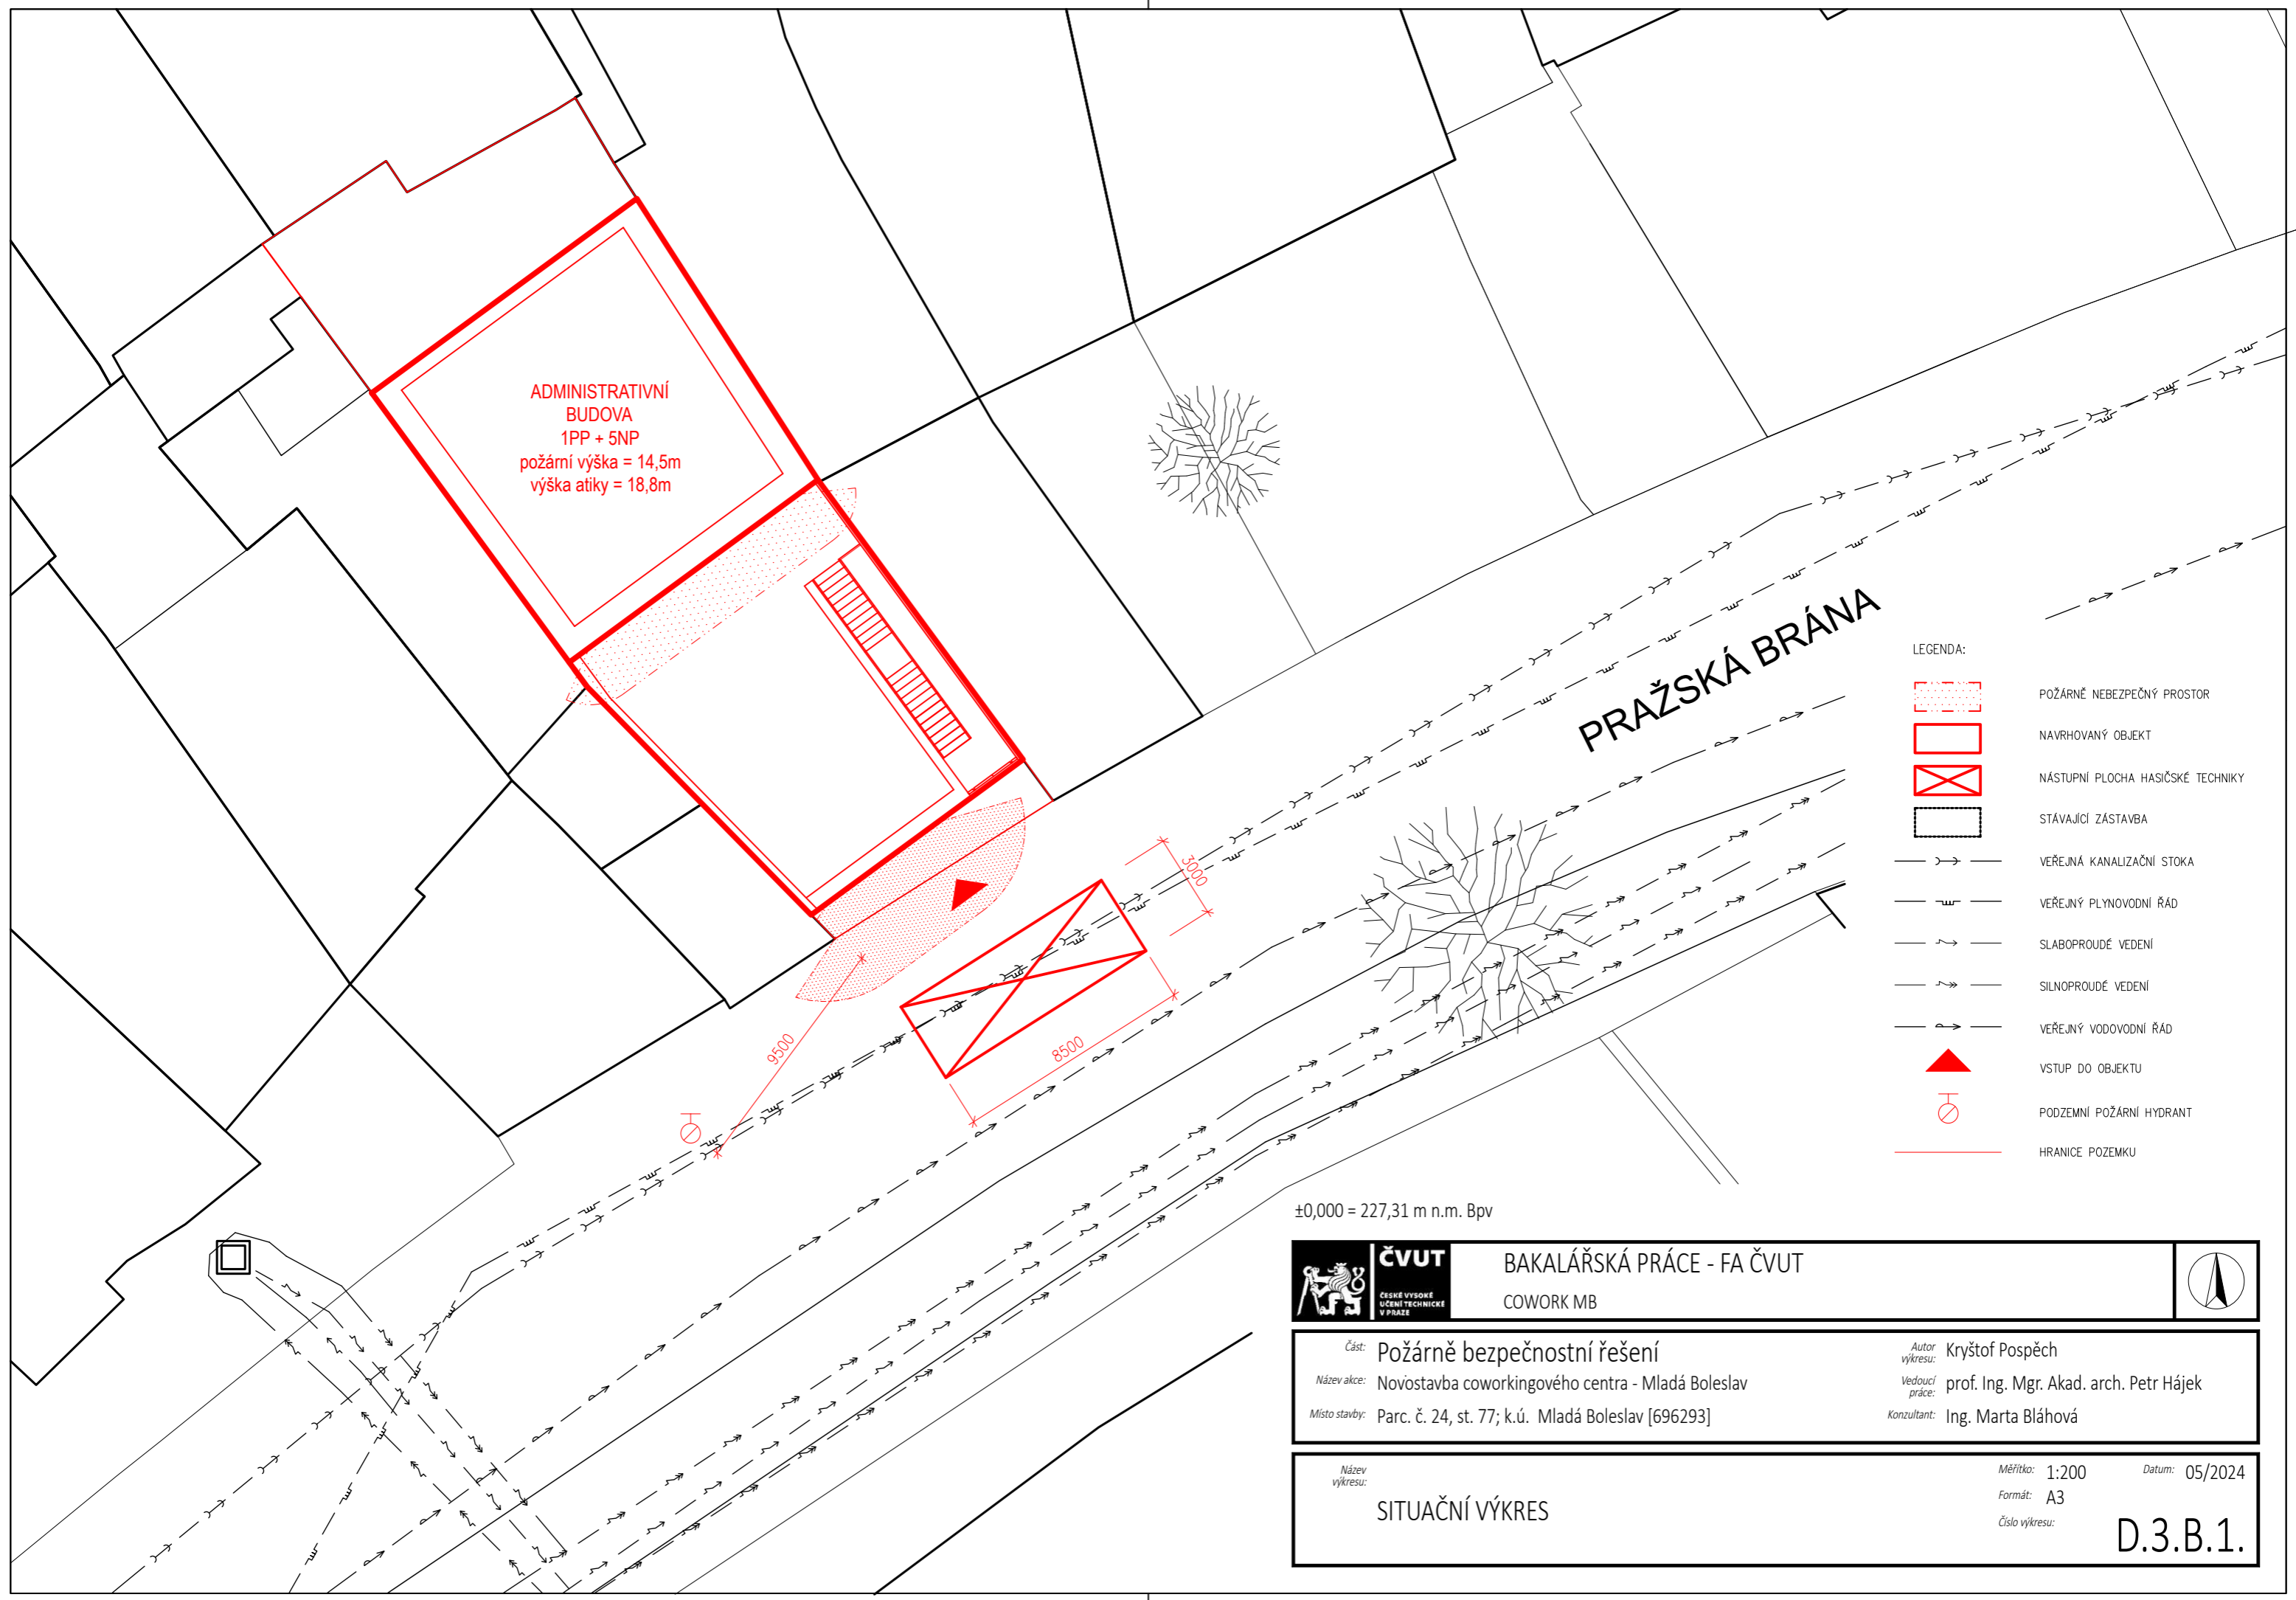 ADMINISTRATIVNÍ
BUDOVA
1PP + 5NP
požární výška = 14,5m
výška atiky = 18,8m
PRAŽSKÁ BRÁNA
3000
8500
9500
LEGENDA:
POŽÁRNĚ NEBEZPEČNÝ PROSTOR
NAVRHOVANÝ OBJEKT
NÁSTUPNÍ PLOCHA HASIČSKÉ TECHNIKY
STÁVAJÍCÍ ZÁSTAVBA
VEŘEJNÁ KANALIZAČNÍ STOKA
VEŘEJNÝ PLYNOVODNÍ ŘÁD
SLABOPROUDÉ VEDENÍ
SILNOPROUDÉ VEDENÍ
VEŘEJNÝ VODOVODNÍ ŘÁD
VSTUP DO OBJEKTU
PODZEMNÍ POŽÁRNÍ HYDRANT
HRANICE POZEMKU
±0,000 = 227,31 m n.m. Bpv
ČVUT
ČESKÉ VYSOKÉ
UČENÍ TECHNICKÉ
V PRAZE
BAKALÁŘSKÁ PRÁCE - FA ČVUT
COWORK MB
Část: Požárně bezpečnostní řešení
Název akce: Novostavba coworkingového centra - Mladá Boleslav
Místo stavby: Parc. č. 24, st. 77; k.ú. Mladá Boleslav [696293]
Autor výkresu: Kryštof Pospěch
Vedoucí práce: prof. Ing. Mgr. Akad. arch. Petr Hájek
Konzultant: Ing. Marta Bláhová
Název výkresu:
SITUAČNÍ VÝKRES
Měřítko: 1:200 Datum: 05/2024
Formát: A3
Číslo výkresu:
D.3.B.1.